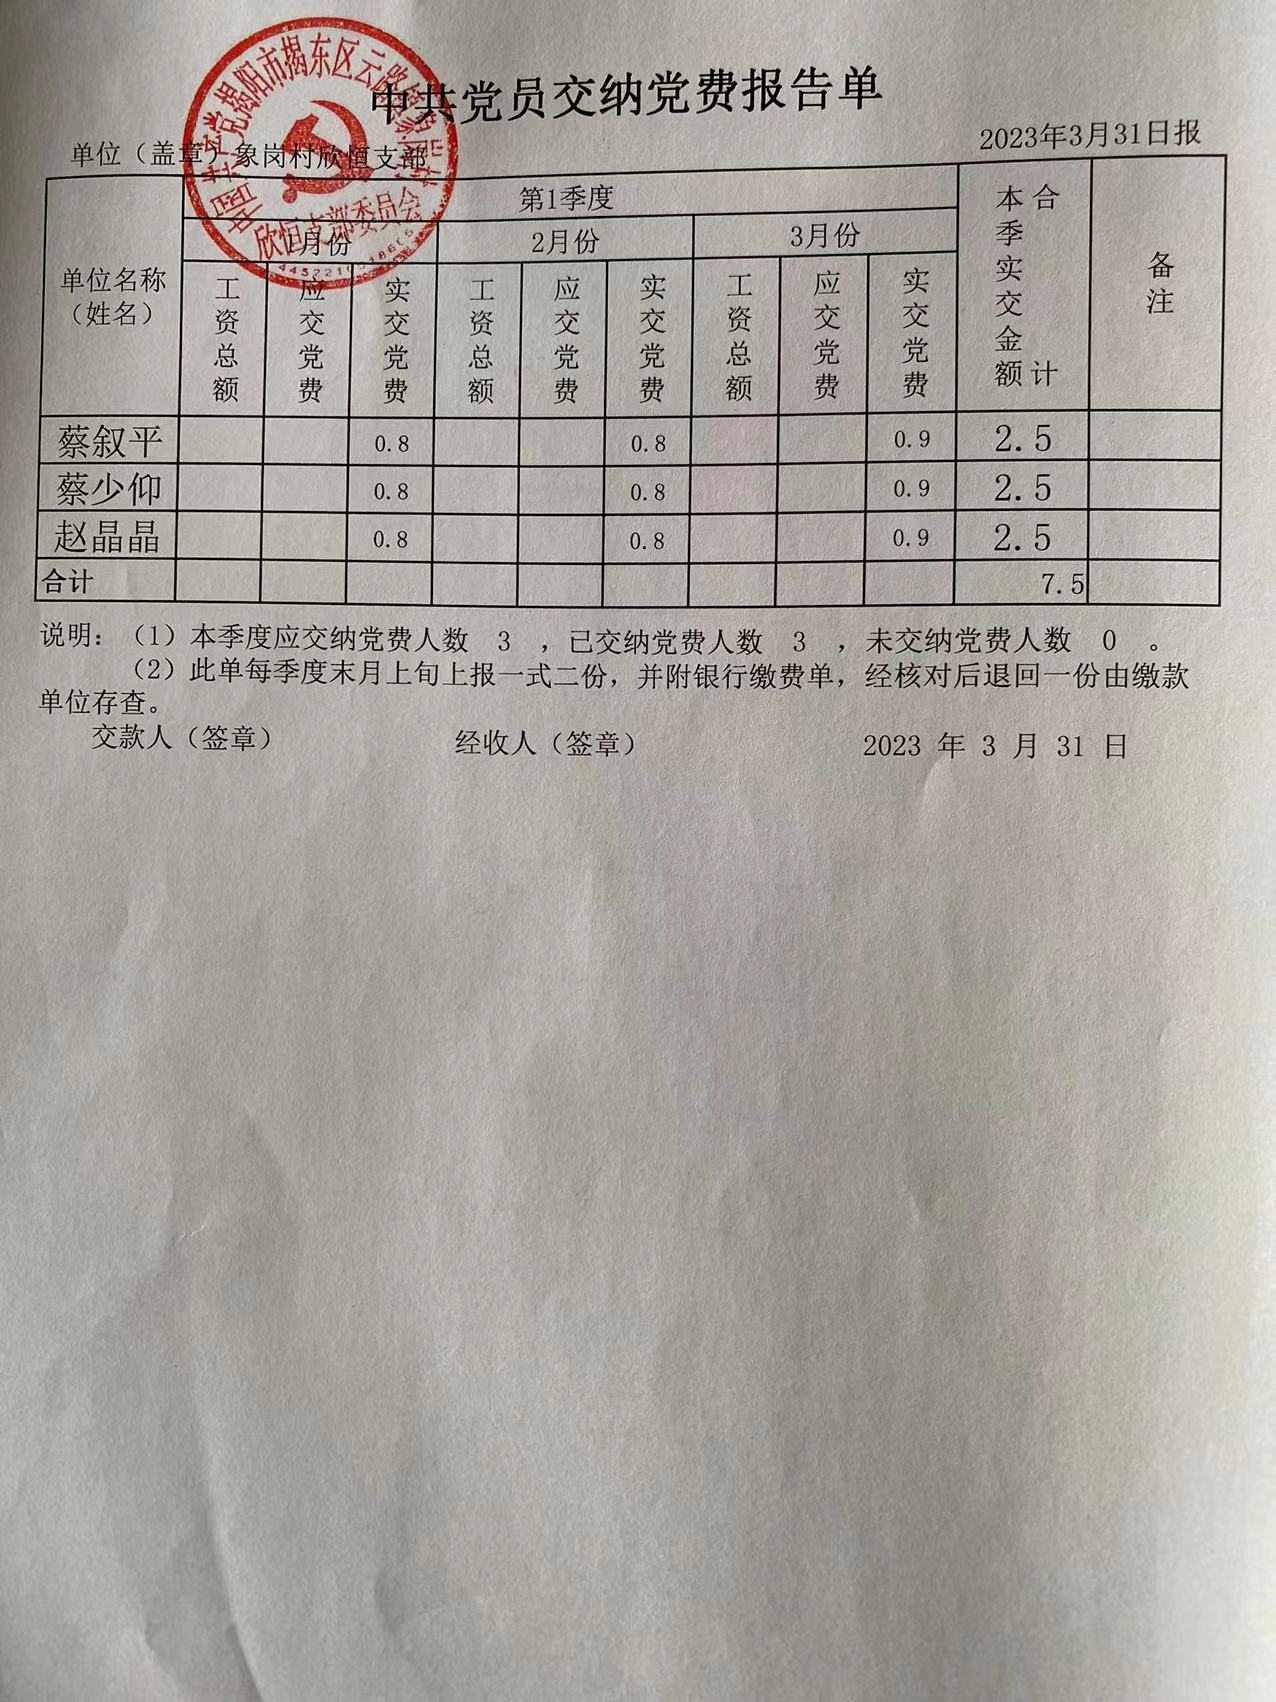 中共党员交纳党费报告单
2023年3月31日报
单位（盖章）象岗村欣恒支部
欣恒支部委员会
单位名称
（姓名）
第1季度
本季实交金额
合计
备注
1月份
2月份
3月份
工资总额
应交党费
实交党费
工资总额
应交党费
实交党费
工资总额
应交党费
实交党费
蔡叙平 0.8 0.8 0.9 2.5
蔡少仰 0.8 0.8 0.9 2.5
赵晶晶 0.8 0.8 0.9 2.5
合计 7.5
说明：（1）本季度应交纳党费人数 3 ，已交纳党费人数 3 ，未交纳党费人数 0 。
（2）此单每季度末月上旬上报一式二份，并附银行缴费单，经核对后退回一份由缴款
单位存查。
交款人（签章） 经收人（签章） 2023 年 3 月 31 日